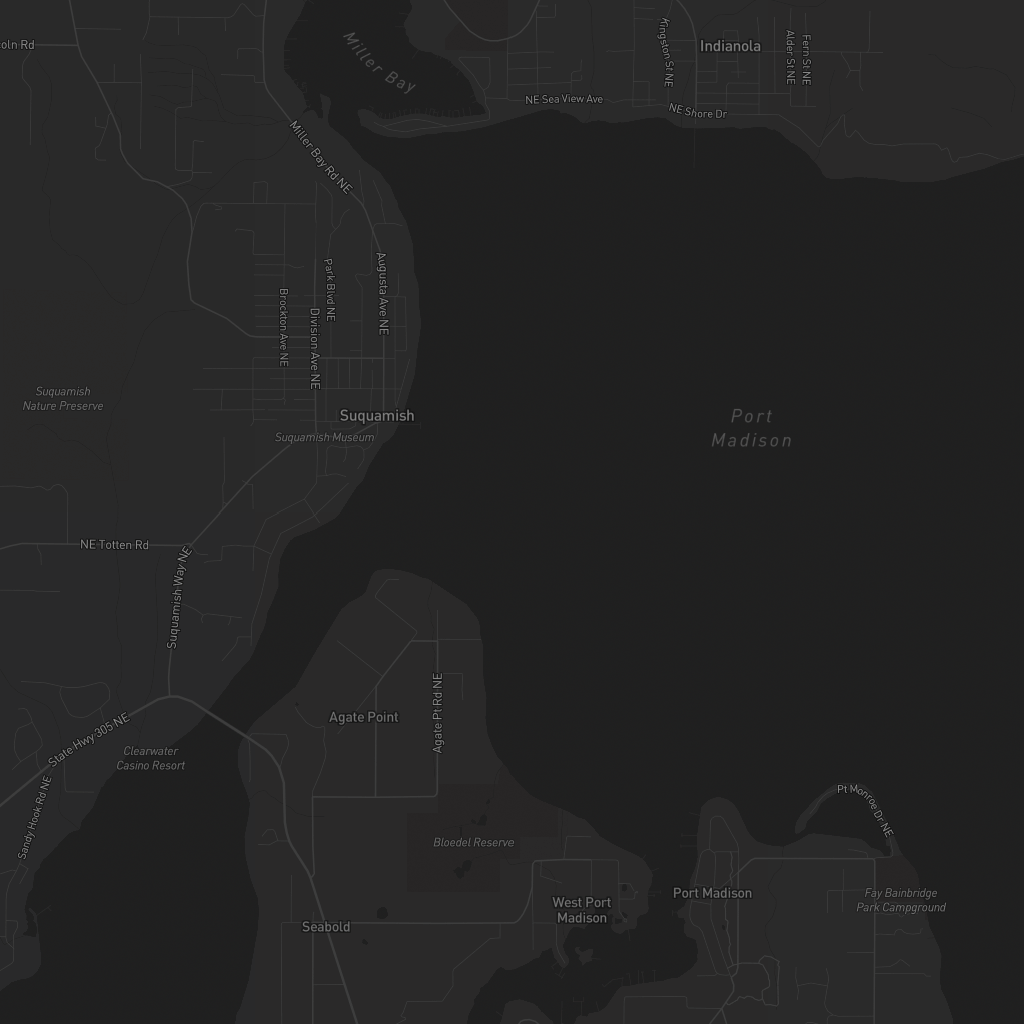 coln Rd
Miller Bay
Indianola
Kingston St NE
Alder St NE
Fern St NE
NE Sea View Ave
NE Shore Dr
Miller Bay Rd NE
Augusta Ave NE
Park Blvd NE
Brockton Ave NE
Division Ave NE
Suquamish
Nature Preserve
Suquamish
Suquamish Museum
Port
Madison
NE Totten Rd
Suquamish Way NE
State Hwy 305 NE
Agate Point
Agate Pt Rd NE
Clearwater
Casino Resort
Sandy Hook Rd NE
Pt Monroe Dr NE
Bloedel Reserve
West Port
Madison
Port Madison
Fay Bainbridge
Park Campground
Seabold